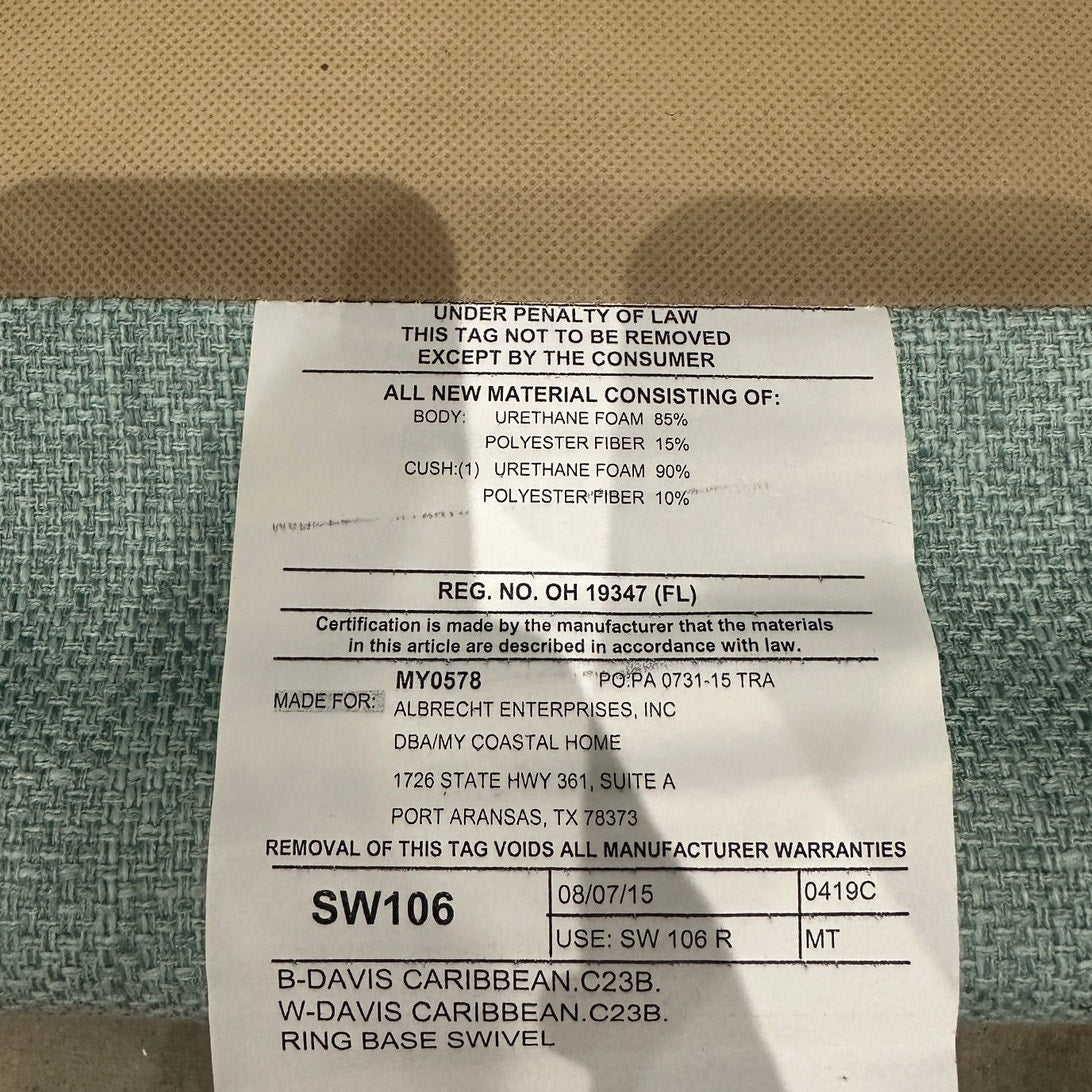 UNDER PENALTY OF LAW
THIS TAG NOT TO BE REMOVED
EXCEPT BY THE CONSUMER
ALL NEW MATERIAL CONSISTING OF:
BODY: URETHANE FOAM 85%
POLYESTER FIBER 15%
CUSH:(1) URETHANE FOAM 90%
POLYESTER FIBER 10%
REG. NO. OH 19347 (FL)
Certification is made by the manufacturer that the materials
in this article are described in accordance with law.
MY0578 PO:PA 0731-15 TRA
MADE FOR: ALBRECHT ENTERPRISES, INC
DBA/MY COASTAL HOME
1726 STATE HWY 361, SUITE A
PORT ARANSAS, TX 78373
REMOVAL OF THIS TAG VOIDS ALL MANUFACTURER WARRANTIES
SW106 08/07/15 0419C
USE: SW 106 R MT
B-DAVIS CARIBBEAN.C23B.
W-DAVIS CARIBBEAN.C23B.
RING BASE SWIVEL